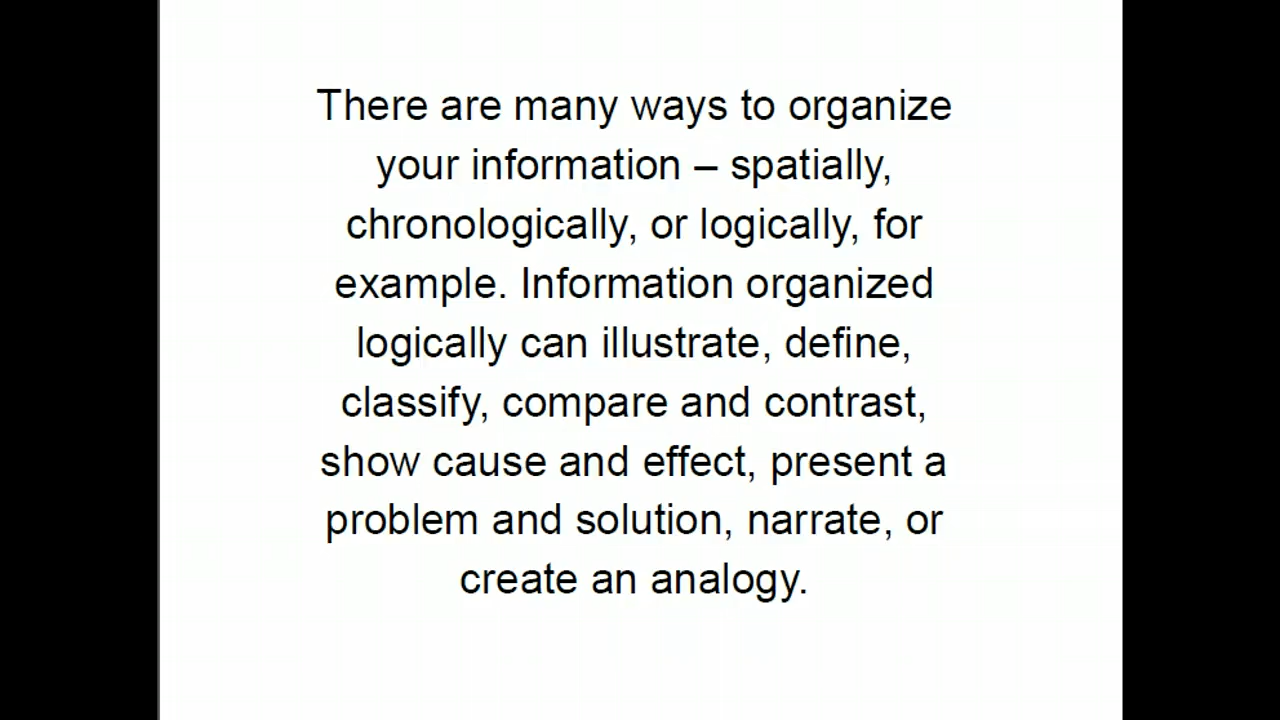 There are many ways to organize
your information – spatially,
chronologically, or logically, for
example. Information organized
logically can illustrate, define,
classify, compare and contrast,
show cause and effect, present a
problem and solution, narrate, or
create an analogy.